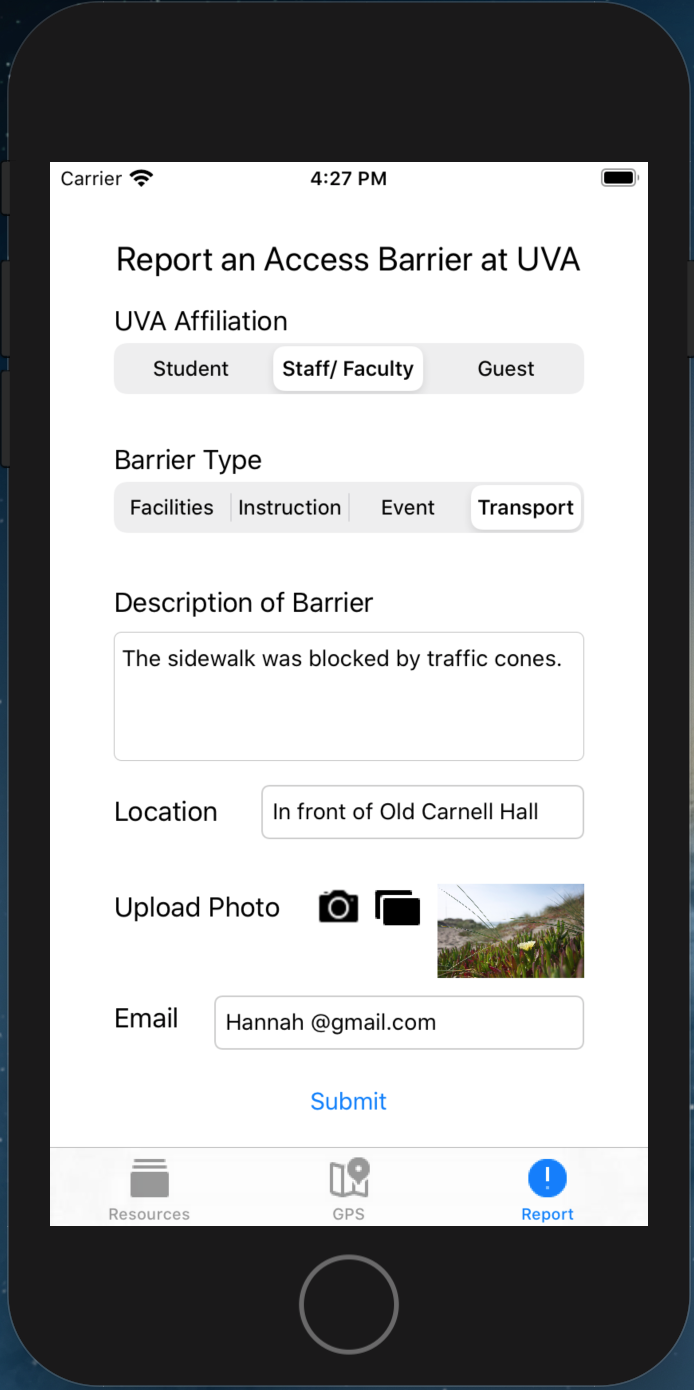 Carrier 4:27 PM
Report an Access Barrier at UVA
UVA Affiliation
Student Staff/ Faculty Guest
Barrier Type
Facilities Instruction Event Transport
Description of Barrier
The sidewalk was blocked by traffic cones.
Location In front of Old Carnell Hall
Upload Photo
Email Hannah @gmail.com
Submit
Resources GPS Report